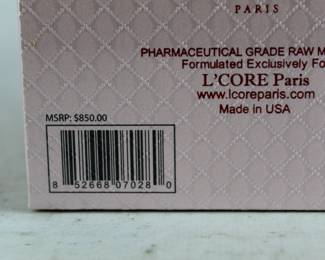 PARIS
PHARMACEUTICAL GRADE RAW M
Formulated Exclusively Fo
L'CORE Paris
www.lcoreparis.com
Made in USA
MSRP: $850.00
8 52668 07028 0